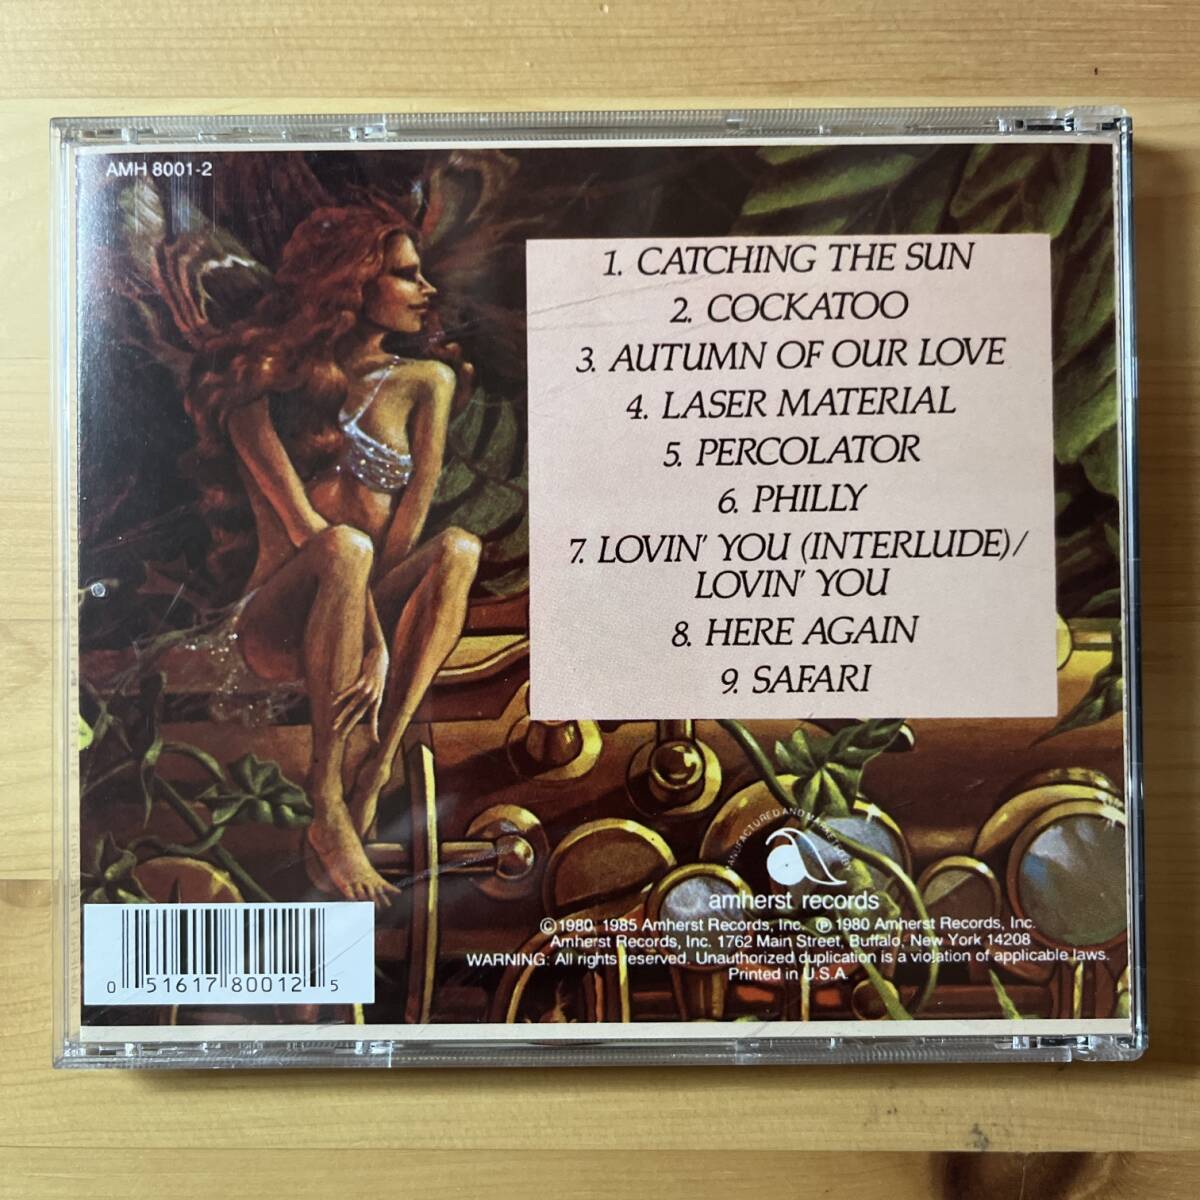 AMH 8001-2
1. CATCHING THE SUN
2. COCKATOO
3. AUTUMN OF OUR LOVE
4. LASER MATERIAL
5. PERCOLATOR
6. PHILLY
7. LOVIN' YOU (INTERLUDE)/
LOVIN' YOU
8. HERE AGAIN
9. SAFARI
amherst records
©1980, 1985 Amherst Records, Inc. ℗ 1980 Amherst Records, Inc.
Amherst Records, Inc. 1762 Main Street, Buffalo, New York 14208
WARNING: All rights reserved. Unauthorized duplication is a violation of applicable laws.
Printed in U.S.A.
0 51617 80012 5